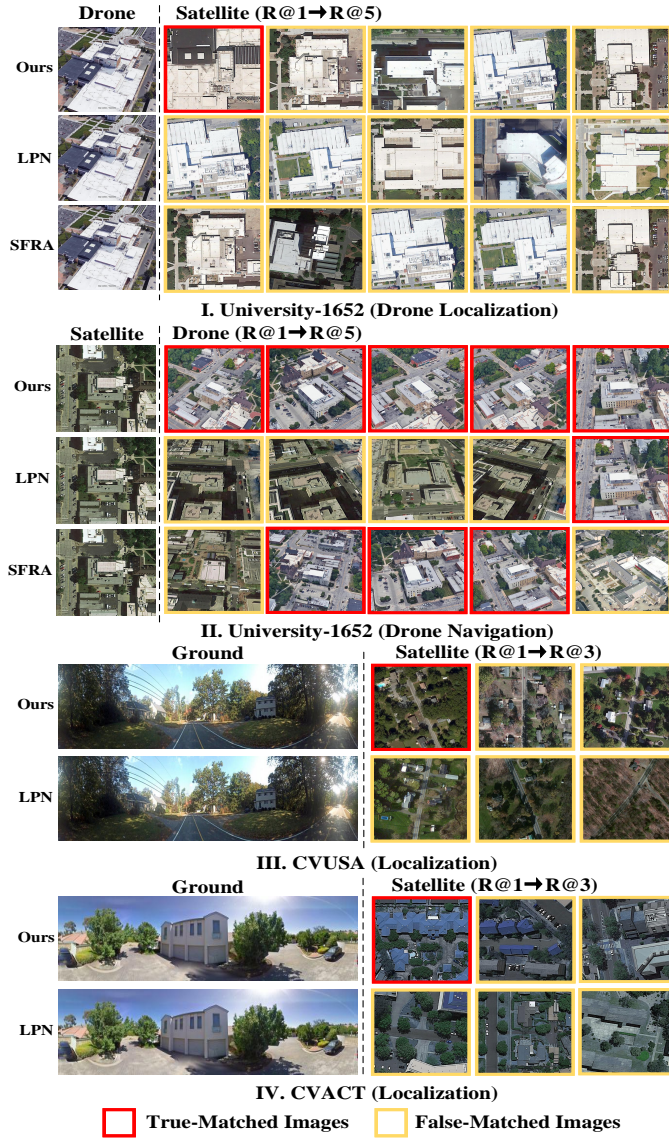 Drone Satellite (R@1→R@5)
Ours
LPN
SFRA
I. University-1652 (Drone Localization)
Satellite Drone (R@1→R@5)
Ours
LPN
SFRA
II. University-1652 (Drone Navigation)
Ground Satellite (R@1→R@3)
Ours
LPN
III. CVUSA (Localization)
Ground Satellite (R@1→R@3)
Ours
LPN
IV. CVACT (Localization)
True-Matched Images False-Matched Images